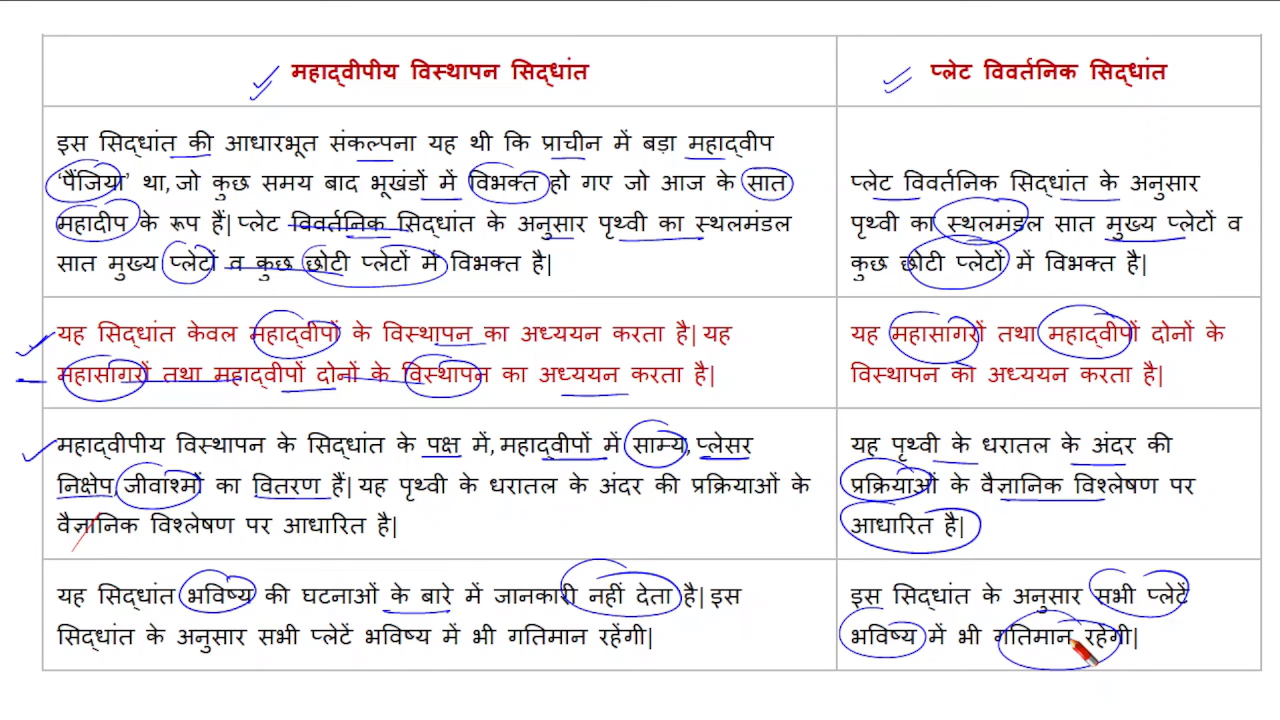 महाद्वीपीय विस्थापन सिद्धांत
प्लेट विवर्तनिक सिद्धांत
इस सिद्धांत की आधारभूत संकल्पना यह थी कि प्राचीन में बड़ा महाद्वीप
‘पैंजिया’ था, जो कुछ समय बाद भूखंडों में विभक्त हो गए जो आज के सात
महादीप के रूप हैं| प्लेट विवर्तनिक सिद्धांत के अनुसार पृथ्वी का स्थलमंडल
सात मुख्य प्लेटों व कुछ छोटी प्लेटों में विभक्त है|
प्लेट विवर्तनिक सिद्धांत के अनुसार
पृथ्वी का स्थलमंडल सात मुख्य प्लेटों व
कुछ छोटी प्लेटों में विभक्त है|
यह सिद्धांत केवल महाद्वीपों के विस्थापन का अध्ययन करता है| यह
महासागरों तथा महाद्वीपों दोनों के विस्थापन का अध्ययन करता है|
यह महासागरों तथा महाद्वीपों दोनों के
विस्थापन का अध्ययन करता है|
महाद्वीपीय विस्थापन के सिद्धांत के पक्ष में, महाद्वीपों में साम्य, प्लेसर
निक्षेप, जीवाश्मों का वितरण हैं| यह पृथ्वी के धरातल के अंदर की प्रक्रियाओं के
वैज्ञानिक विश्लेषण पर आधारित है|
यह पृथ्वी के धरातल के अंदर की
प्रक्रियाओं के वैज्ञानिक विश्लेषण पर
आधारित है|
यह सिद्धांत भविष्य की घटनाओं के बारे में जानकारी नहीं देता है| इस
सिद्धांत के अनुसार सभी प्लेटें भविष्य में भी गतिमान रहेंगी|
इस सिद्धांत के अनुसार सभी प्लेटें
भविष्य में भी गतिमान रहेंगी|